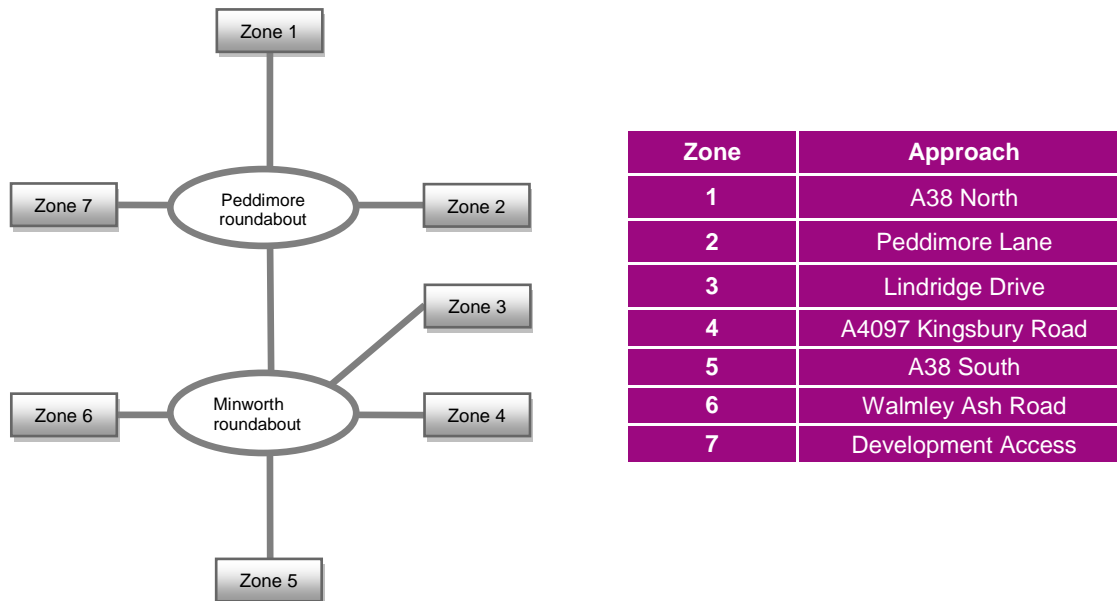 Zone 1
Zone 7
Peddimore
roundabout
Zone 2
Zone 3
Zone 6
Minworth
roundabout
Zone 4
Zone 5
Zone Approach
1 A38 North
2 Peddimore Lane
3 Lindridge Drive
4 A4097 Kingsbury Road
5 A38 South
6 Walmley Ash Road
7 Development Access